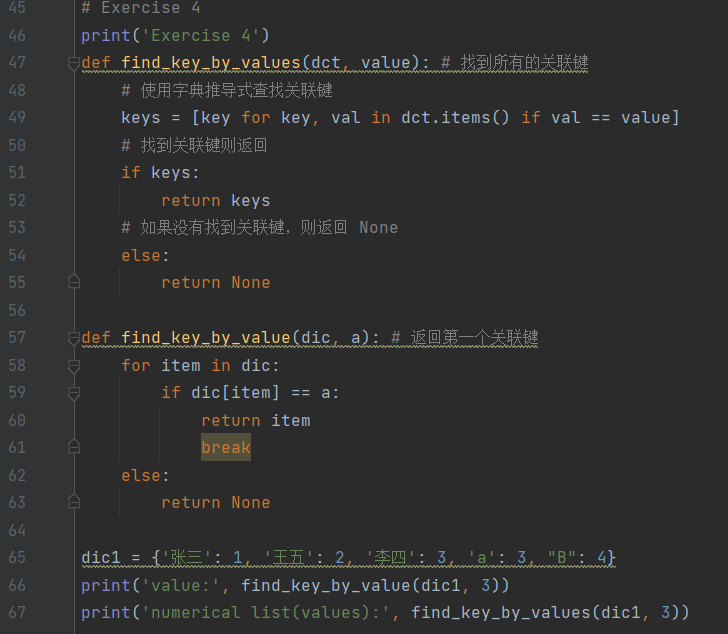 45 # Exercise 4
46 print('Exercise 4')
47 def find_key_by_values(dct, value): # 找到所有的关联键
48     # 使用字典推导式查找关联键
49     keys = [key for key, val in dct.items() if val == value]
50     # 找到关联键则返回
51     if keys:
52         return keys
53     # 如果没有找到关联键，则返回 None
54     else:
55         return None
56
57 def find_key_by_value(dic, a): # 返回第一个关联键
58     for item in dic:
59         if dic[item] == a:
60             return item
61             break
62     else:
63         return None
64
65 dic1 = {'张三': 1, '王五': 2, '李四': 3, 'a': 3, "B": 4}
66 print('value:', find_key_by_value(dic1, 3))
67 print('numerical list(values):', find_key_by_values(dic1, 3))